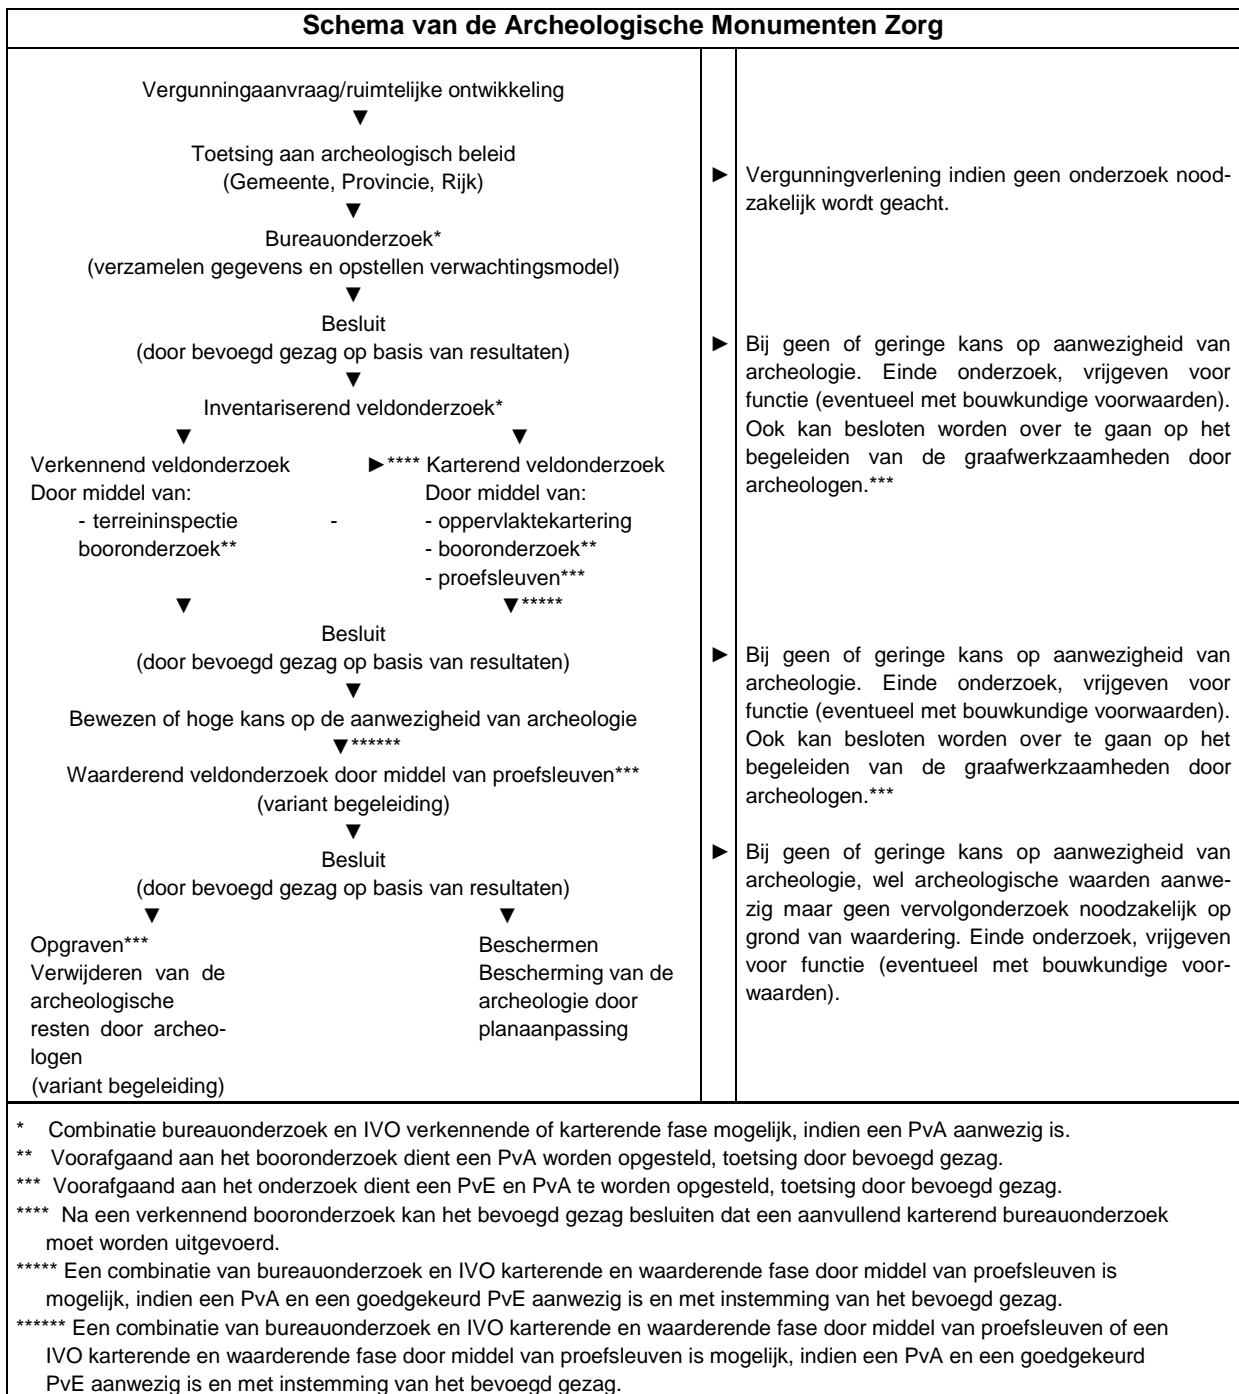 Schema van de Archeologische Monumenten Zorg
Vergunningaanvraag/ruimtelijke ontwikkeling
▼
Toetsing aan archeologisch beleid
(Gemeente, Provincie, Rijk)
▼
Bureauonderzoek*
(verzamelen gegevens en opstellen verwachtingsmodel)
▼
Besluit
(door bevoegd gezag op basis van resultaten)
▼
Inventariserend veldonderzoek*
▼ ▼
Verkennend veldonderzoek ►**** Karterend veldonderzoek
Door middel van: Door middel van:
- terreininspectie - - oppervlaktekartering
booronderzoek** - booronderzoek**
- proefsleuven***
▼ ▼*****
Besluit
(door bevoegd gezag op basis van resultaten)
▼
Bewezen of hoge kans op de aanwezigheid van archeologie
▼******
Waarderend veldonderzoek door middel van proefsleuven***
(variant begeleiding)
▼
Besluit
(door bevoegd gezag op basis van resultaten)
▼ ▼
Opgraven*** Beschermen
Verwijderen van de Bescherming van de
archeologische archeologie door
resten door archeo- planaanpassing
logen
(variant begeleiding)
► Vergunningverlening indien geen onderzoek nood-
zakelijk wordt geacht.
► Bij geen of geringe kans op aanwezigheid van
archeologie. Einde onderzoek, vrijgeven voor
functie (eventueel met bouwkundige voorwaarden).
Ook kan besloten worden over te gaan op het
begeleiden van de graafwerkzaamheden door
archeologen.***
► Bij geen of geringe kans op aanwezigheid van
archeologie. Einde onderzoek, vrijgeven voor
functie (eventueel met bouwkundige voorwaarden).
Ook kan besloten worden over te gaan op het
begeleiden van de graafwerkzaamheden door
archeologen.***
► Bij geen of geringe kans op aanwezigheid van
archeologie, wel archeologische waarden aanwe-
zig maar geen vervolgonderzoek noodzakelijk op
grond van waardering. Einde onderzoek, vrijgeven
voor functie (eventueel met bouwkundige voor-
waarden).
* Combinatie bureauonderzoek en IVO verkennende of karterende fase mogelijk, indien een PvA aanwezig is.
** Voorafgaand aan het booronderzoek dient een PvA worden opgesteld, toetsing door bevoegd gezag.
*** Voorafgaand aan het onderzoek dient een PvE en PvA te worden opgesteld, toetsing door bevoegd gezag.
**** Na een verkennend booronderzoek kan het bevoegd gezag besluiten dat een aanvullend karterend bureauonderzoek
moet worden uitgevoerd.
***** Een combinatie van bureauonderzoek en IVO karterende en waarderende fase door middel van proefsleuven is
mogelijk, indien een PvA en een goedgekeurd PvE aanwezig is en met instemming van het bevoegd gezag.
****** Een combinatie van bureauonderzoek en IVO karterende en waarderende fase door middel van proefsleuven of een
IVO karterende en waarderende fase door middel van proefsleuven is mogelijk, indien een PvA en een goedgekeurd
PvE aanwezig is en met instemming van het bevoegd gezag.